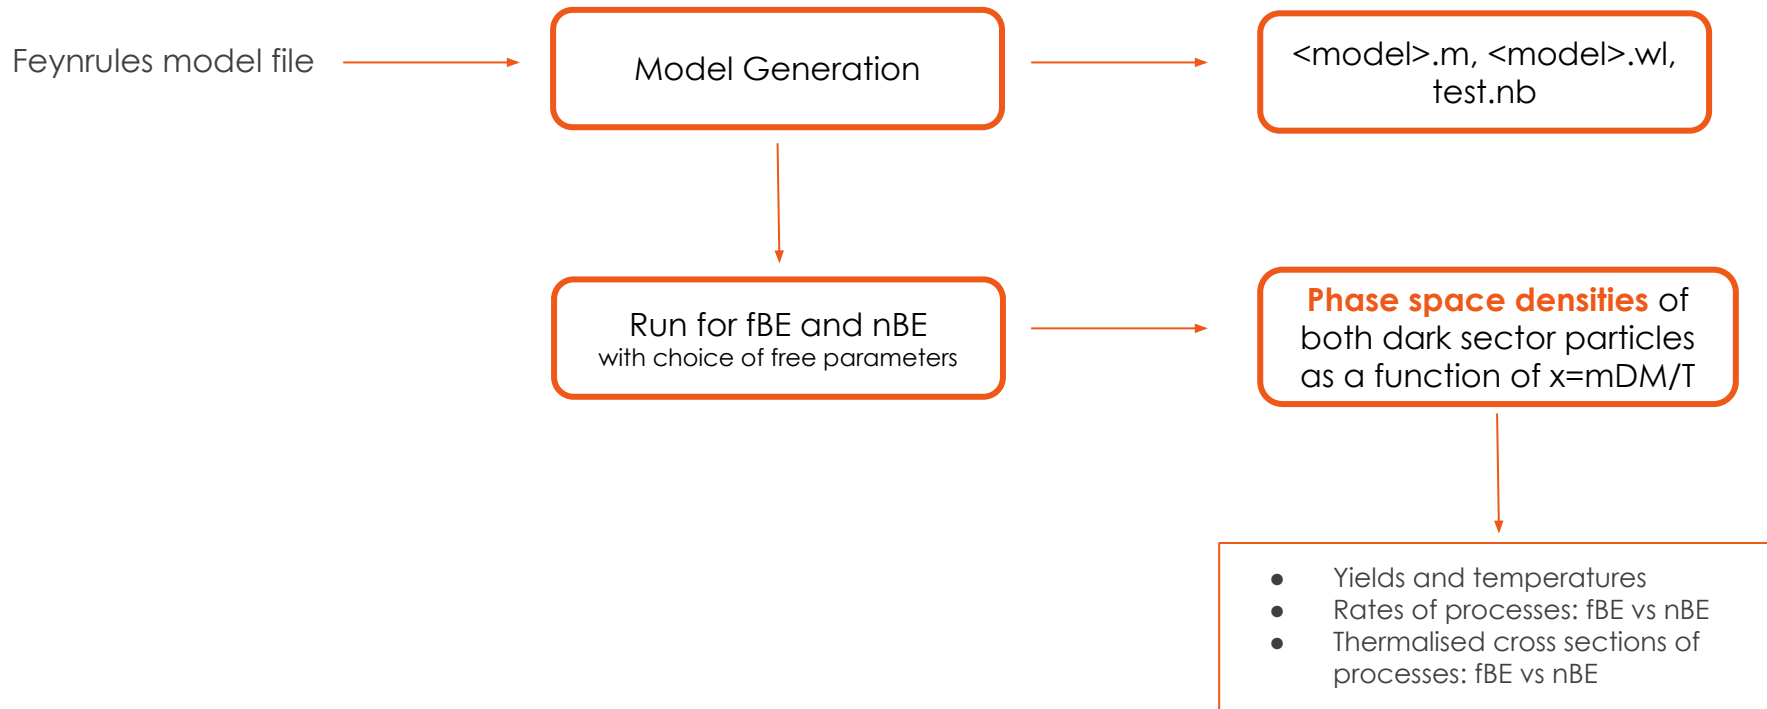 Feynrules model file
Model Generation
<model>.m, <model>.wl,
test.nb
Run for fBE and nBE
with choice of free parameters
Phase space densities of
both dark sector particles
as a function of x=mDM/T
● Yields and temperatures
● Rates of processes: fBE vs nBE
● Thermalised cross sections of
processes: fBE vs nBE